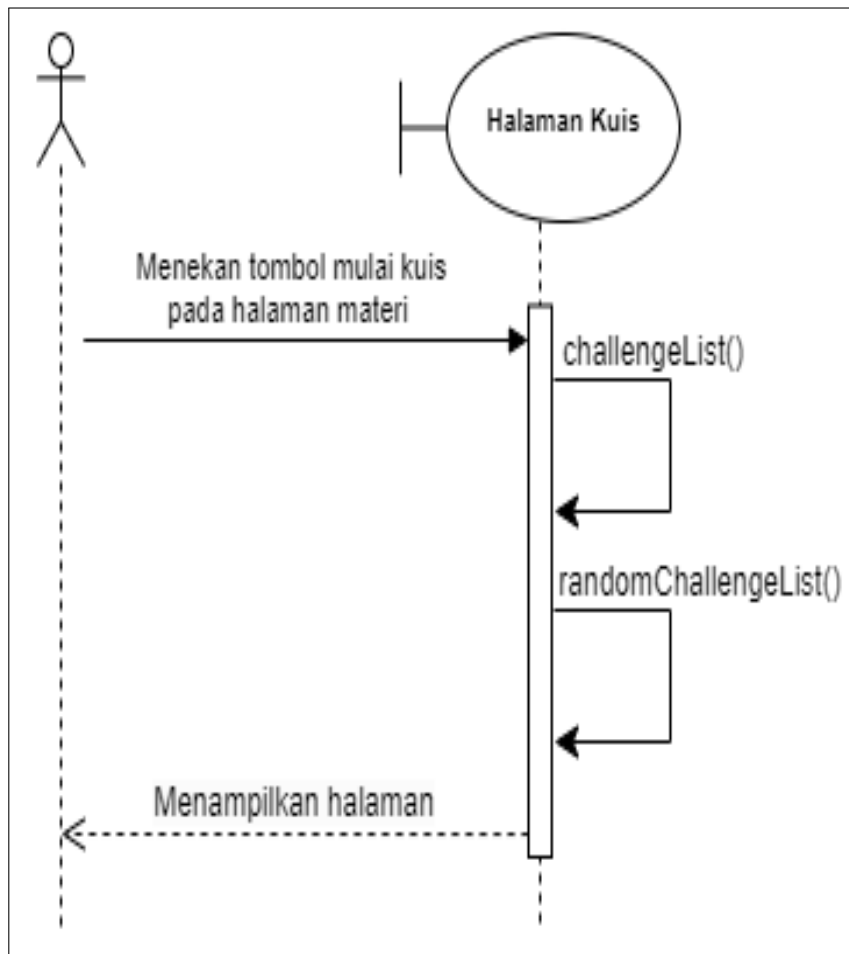 Halaman Kuis
Menekan tombol mulai kuis
pada halaman materi
challengeList()
randomChallengeList()
Menampilkan halaman